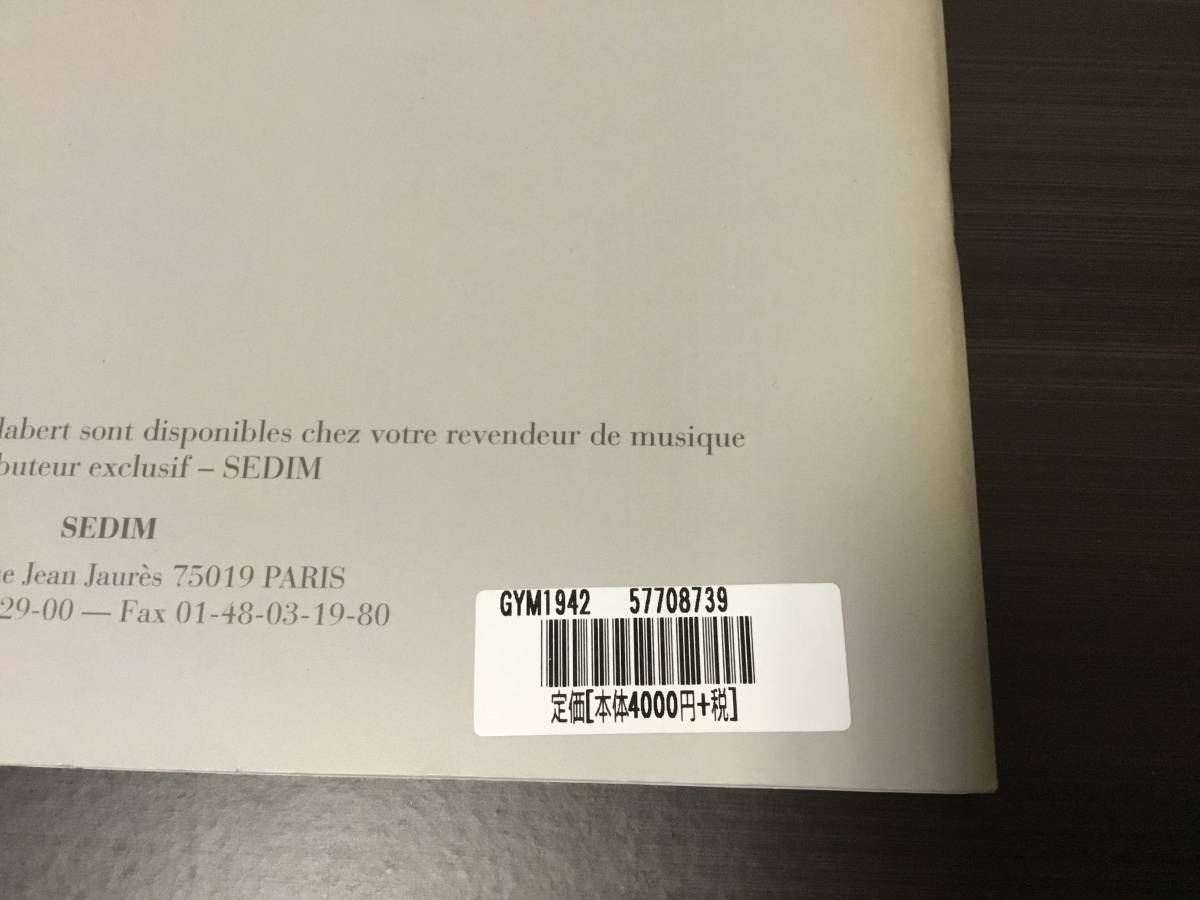 labert sont disponibles chez votre revendeur de musique
buteur exclusif – SEDIM
SEDIM
e Jean Jaurès 75019 PARIS
29-00 — Fax 01-48-03-19-80
GYM1942 57708739
定価[本体4000円+税]